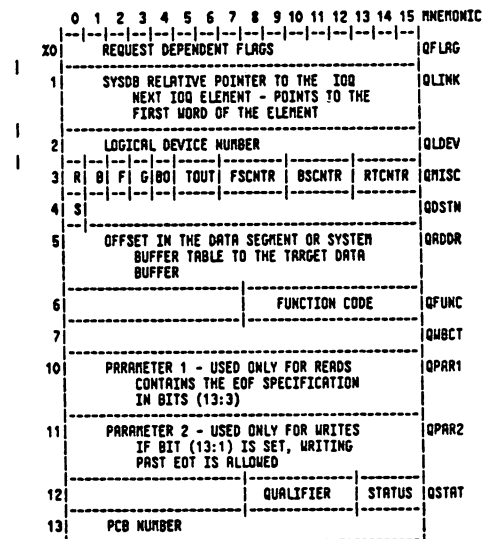 0 1 2 3 4 5 6 7 8 9 10 11 12 13 14 15 MNEMONIC
%0 REQUEST DEPENDENT FLAGS QFLAG
1 SYSDB RELATIVE POINTER TO THE IOQ QLINK
NEXT IOQ ELEMENT - POINTS TO THE
FIRST WORD OF THE ELEMENT
2 LOGICAL DEVICE NUMBER QLDEV
3 R B F G BO TOUT FSCNTR BSCNTR RTCNTR QMISC
4 S QDSTN
5 OFFSET IN THE DATA SEGMENT OR SYSTEM QADDR
BUFFER TABLE TO THE TARGET DATA
BUFFER
6 FUNCTION CODE QFUNC
7 QWBCT
10 PARAMETER 1 - USED ONLY FOR READS QPAR1
CONTAINS THE EOF SPECIFICATION
IN BITS (13:3)
11 PARAMETER 2 - USED ONLY FOR WRITES QPAR2
IF BIT (13:1) IS SET, WRITING
PAST EOT IS ALLOWED
12 QUALIFIER STATUS QSTAT
13 PCB NUMBER